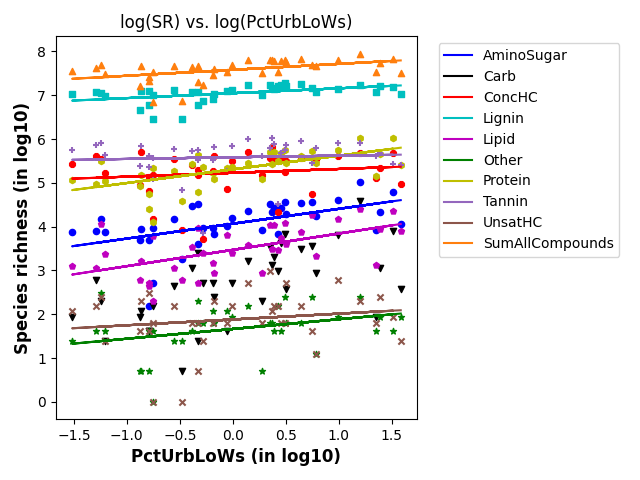 log(SR) vs. log(PctUrbLoWs)
Species richness (in log10)
8
7
6
5
4
3
2
1
0
−1.5 −1.0 −0.5 0.0 0.5 1.0 1.5
PctUrbLoWs (in log10)
AminoSugar
Carb
ConcHC
Lignin
Lipid
Other
Protein
Tannin
UnsatHC
SumAllCompounds